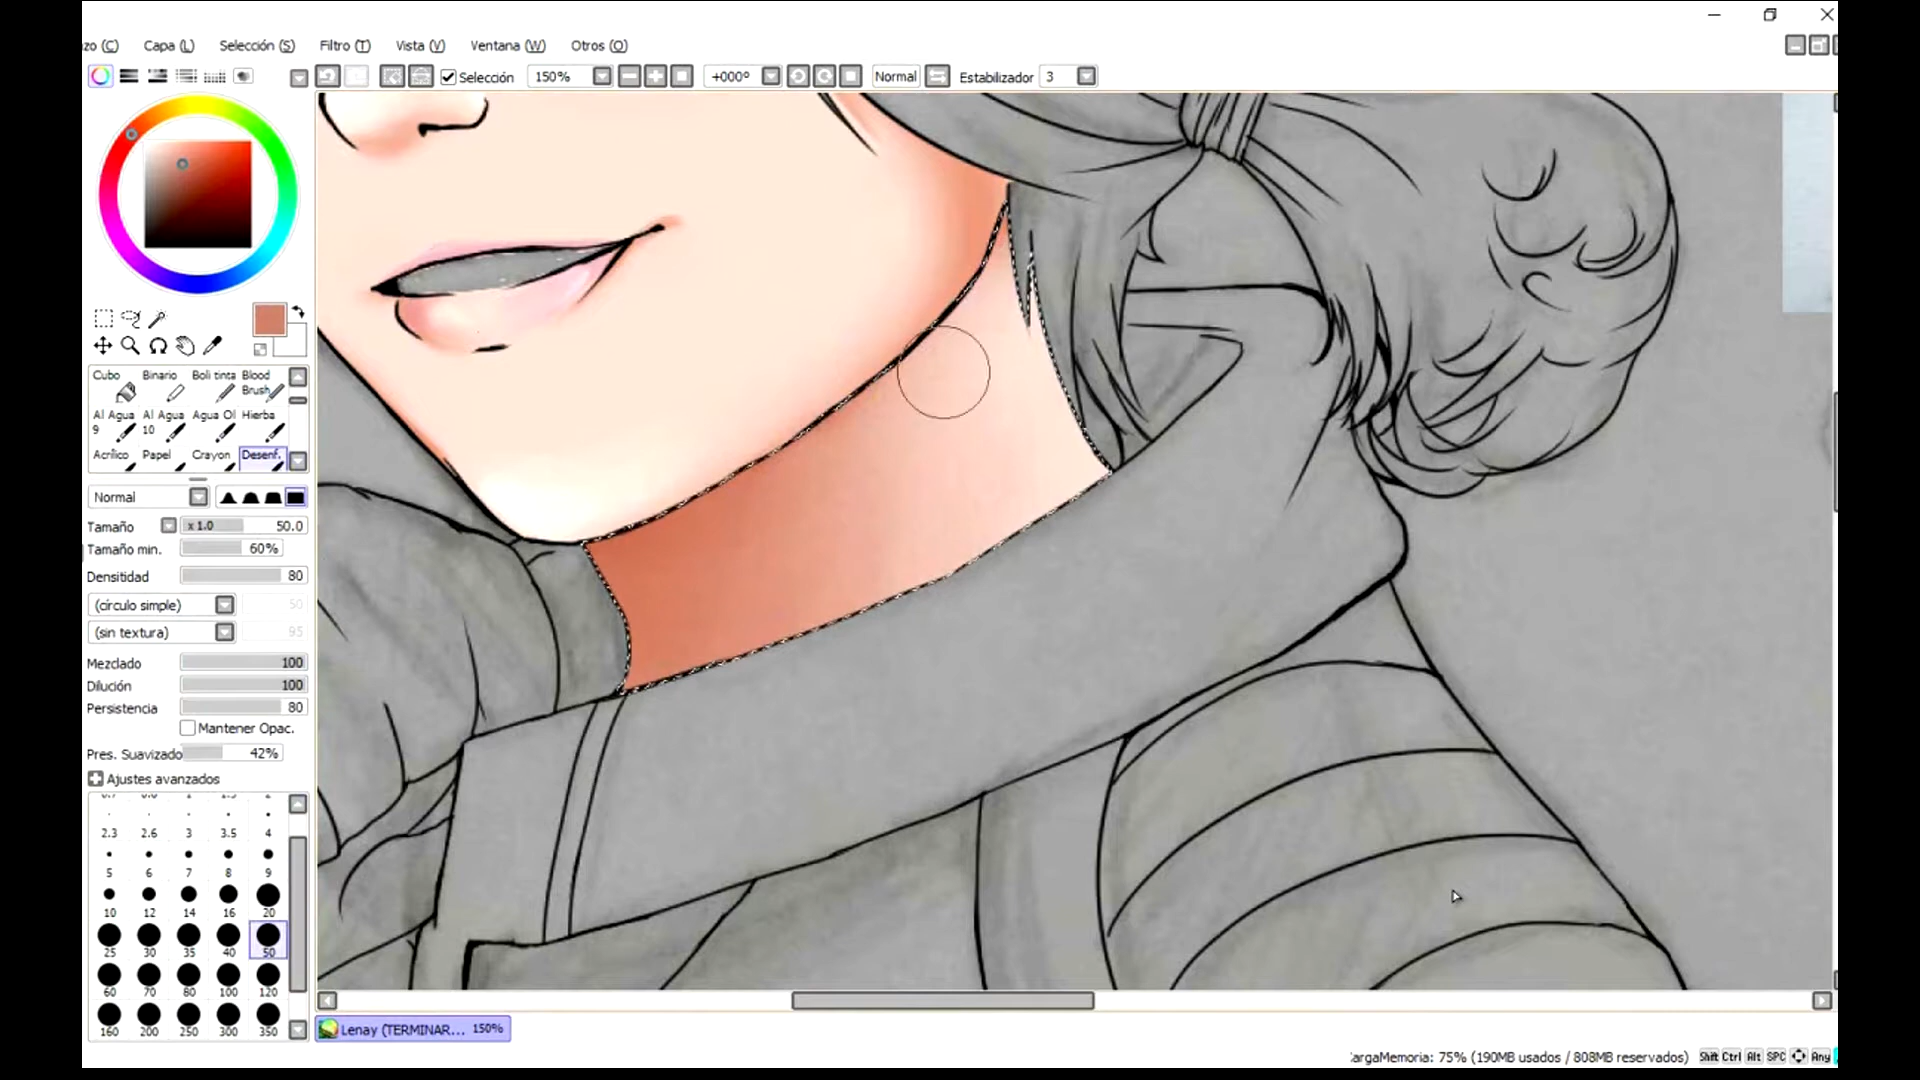 zo (C) Capa (L) Selección (S) Filtro (T) Vista (V) Ventana (W) Otros (O)
Selección 150% +000º Normal Estabilizador 3
Cubo Binario Boli tinta Blood Brush
Al Agua 9 Al Agua 10 Agua Ol Hierba
Acrílico Papel Crayon Desenf.
Normal
Tamaño x 1.0 50.0
Tamaño min. 60%
Densitidad 80
(círculo simple) 50
(sin textura) 95
Mezclado 100
Dilución 100
Persistencia 80
Mantener Opac.
Pres. Suavizado 42%
Ajustes avanzados
2.3 2.6 3 3.5 4
5 6 7 8 9
10 12 14 16 20
25 30 35 40 50
60 70 80 100 120
160 200 250 300 350
Lenay (TERMINAR... 150%
argaMemoria: 75% (190MB usados / 808MB reservados) Shift Ctrl Alt SPC Any